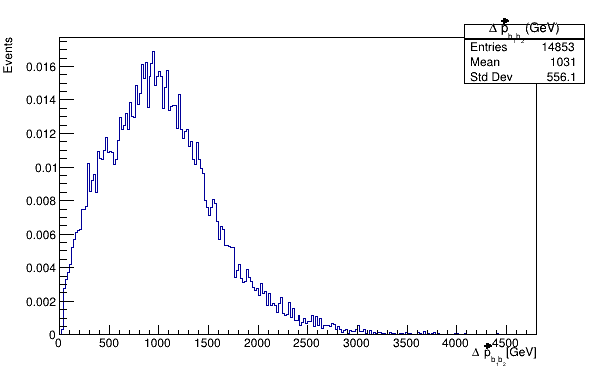 Δ p⃗ b₁b₂ (GeV)
Entries 14853
Mean 1031
Std Dev 556.1
Events
0.016
0.014
0.012
0.01
0.008
0.006
0.004
0.002
0
0 500 1000 1500 2000 2500 3000 3500 4000 4500
Δ p⃗ b₁b₂ [GeV]